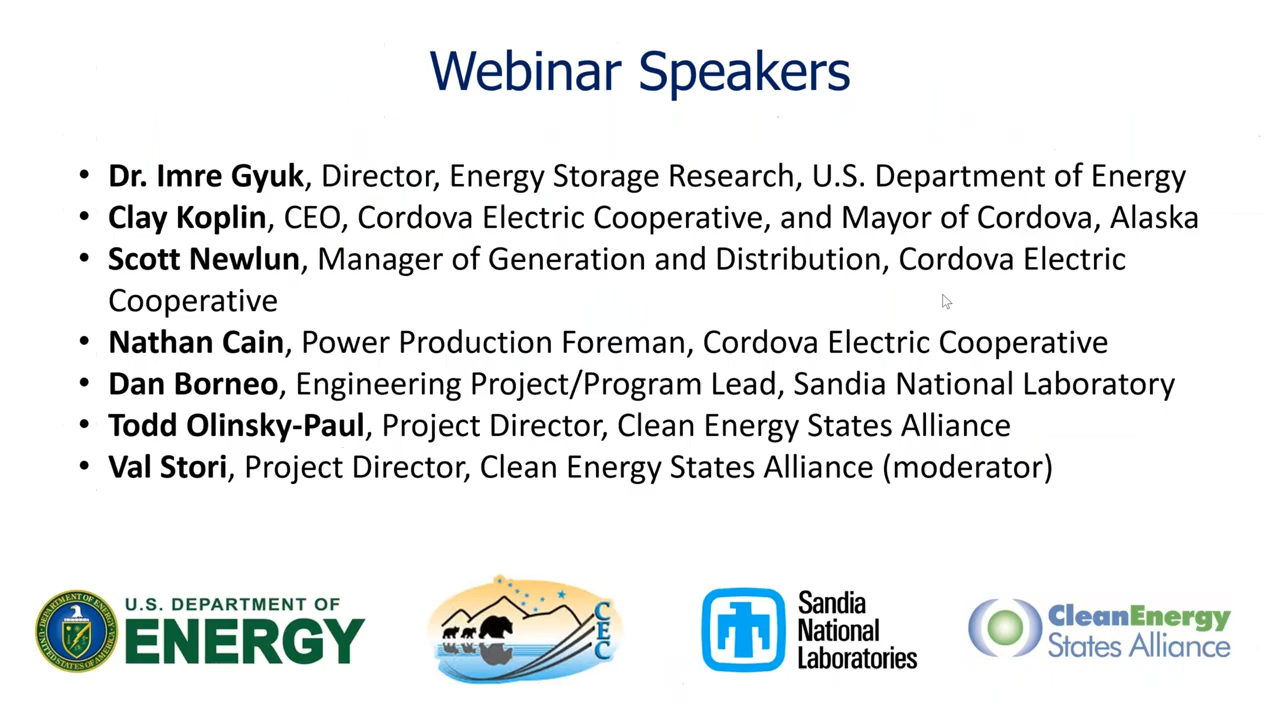 Webinar Speakers
• Dr. Imre Gyuk, Director, Energy Storage Research, U.S. Department of Energy
• Clay Koplin, CEO, Cordova Electric Cooperative, and Mayor of Cordova, Alaska
• Scott Newlun, Manager of Generation and Distribution, Cordova Electric
Cooperative
• Nathan Cain, Power Production Foreman, Cordova Electric Cooperative
• Dan Borneo, Engineering Project/Program Lead, Sandia National Laboratory
• Todd Olinsky-Paul, Project Director, Clean Energy States Alliance
• Val Stori, Project Director, Clean Energy States Alliance (moderator)
U.S. DEPARTMENT OF
ENERGY
CEC
Sandia
National
Laboratories
CleanEnergy
States Alliance